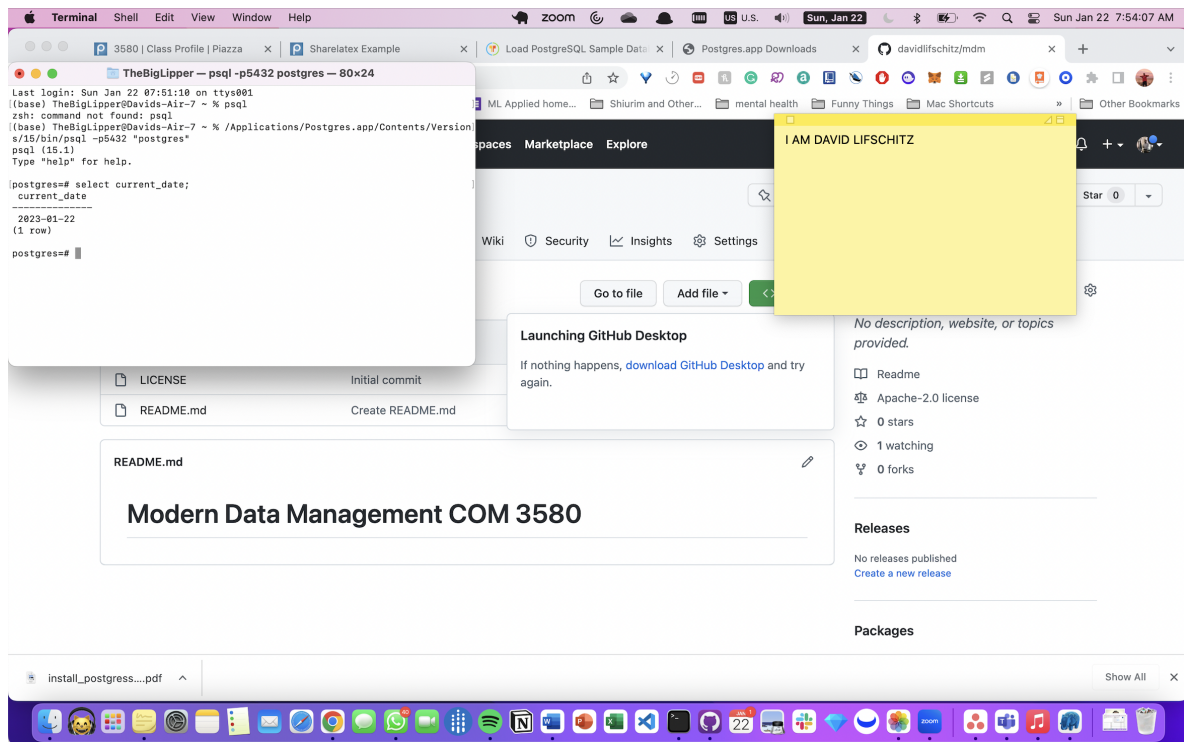 Terminal Shell Edit View Window Help zoom US U.S. Sun, Jan 22 Sun Jan 22 7:54:07 AM
3580 | Class Profile | Piazza Sharelatex Example Load PostgreSQL Sample Data Postgres.app Downloads davidlifschitz/mdm
TheBigLipper — psql -p5432 postgres — 80×24
Last login: Sun Jan 22 07:51:10 on ttys001
[(base) TheBigLipper@Davids-Air-7 ~ % psql ]
zsh: command not found: psql
[(base) TheBigLipper@Davids-Air-7 ~ % /Applications/Postgres.app/Contents/Version]
s/15/bin/psql -p5432 "postgres"
psql (15.1)
Type "help" for help.
[postgres=# select current_date; ]
current_date
--------------
2023-01-22
(1 row)
postgres=#
ML Applied home... Shiurim and Other... mental health Funny Things Mac Shortcuts » Other Bookmarks
spaces Marketplace Explore
I AM DAVID LIFSCHITZ
Star 0
Wiki Security Insights Settings
Go to file Add file <>
Launching GitHub Desktop
If nothing happens, download GitHub Desktop and try
again.
No description, website, or topics
provided.
Readme
Apache-2.0 license
0 stars
1 watching
0 forks
LICENSE Initial commit
README.md Create README.md
README.md
Modern Data Management COM 3580
Releases
No releases published
Create a new release
Packages
install_postgress....pdf Show All
JAN 22 1 zoom